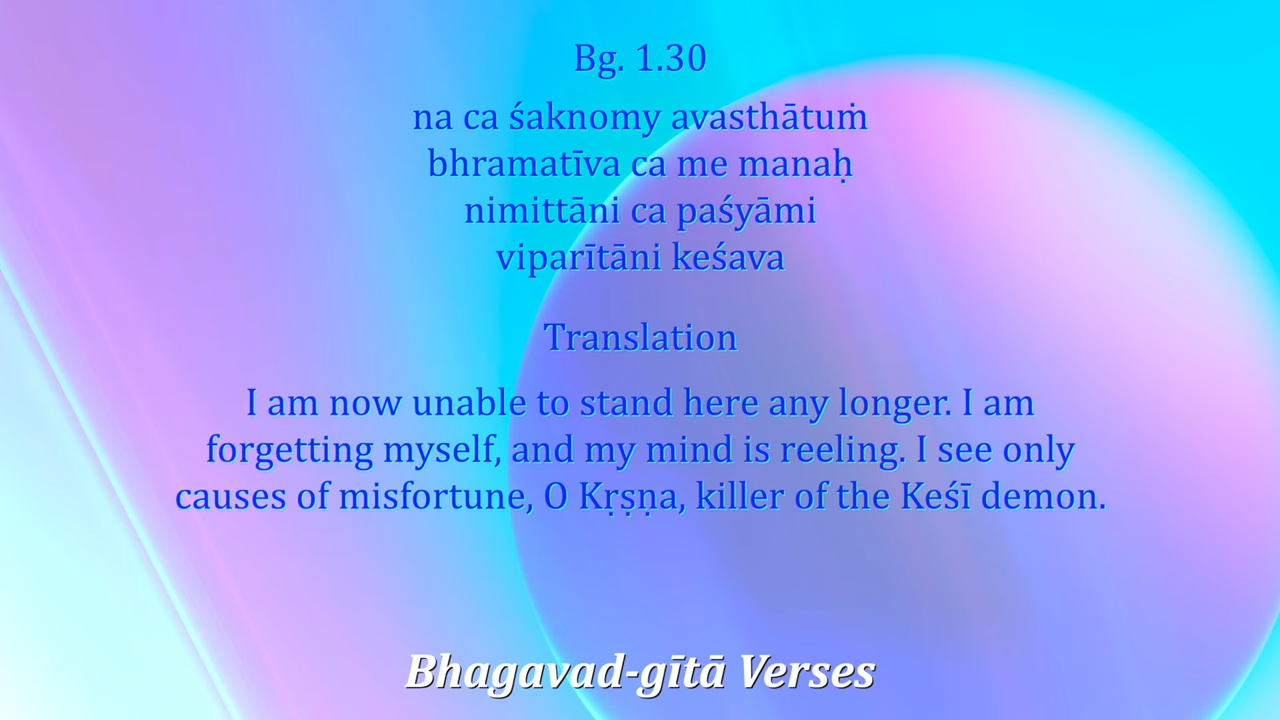 Bg. 1.30
na ca śaknomy avasthātuṁ
bhramatīva ca me manaḥ
nimittāni ca paśyāmi
viparītāni keśava
Translation
I am now unable to stand here any longer. I am
forgetting myself, and my mind is reeling. I see only
causes of misfortune, O Kṛṣṇa, killer of the Keśī demon.
Bhagavad-gītā Verses